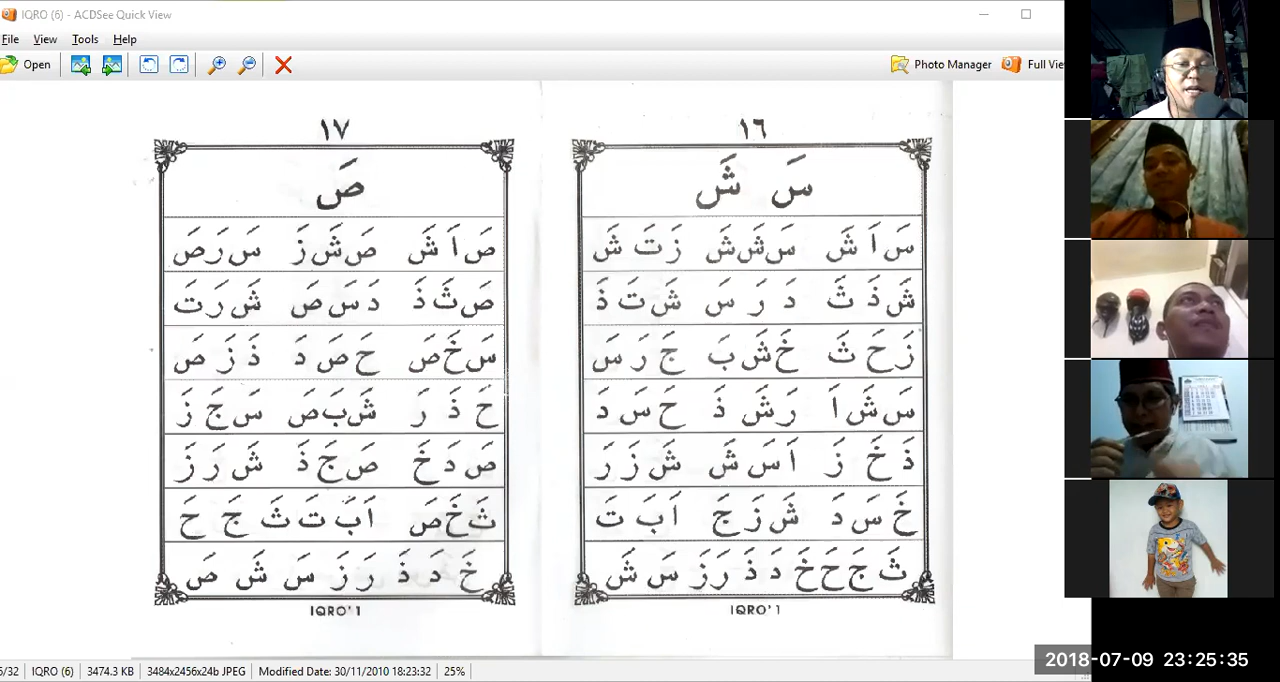 IQRO (6) - ACDSee Quick View
File View Tools Help
Open Photo Manager Full Vie
١٦
سَ شَ
سَ اَ شَ سَ شَ شَ زَ تَ شَ
شَ ذَ ثَ دَ رَ سَ شَ تَ ذَ
زَ حَ ثَ خَ شَ بَ جَ رَ سَ
سَ شَ اَ رَ شَ ذَ حَ سَ دَ
ذَ خَ زَ اَ سَ شَ شَ زَ رَ
خَ سَ دَ شَ زَ جَ اَ بَ تَ
ثَ جَ حَ خَ دَ ذَ رَ زَ سَ شَ
IQRO'1
١٧
صَ
صَ اَ شَ صَ شَ زَ سَ رَ صَ
صَ ثَ ذَ دَ سَ صَ شَ رَ تَ
سَ خَ صَ حَ صَ دَ ذَ زَ صَ
حَ ذَ رَ شَ بَ صَ سَ جَ زَ
صَ دَ خَ صَ جَ ذَ شَ رَ زَ
ثَ خَ صَ اَ بَ تَ ثَ جَ حَ
خَ دَ ذَ رَ زَ سَ شَ صَ
IQRO'1
/32 IQRO (6) 3474.3 KB 3484x2456x24b JPEG Modified Date: 30/11/2010 18:23:32 25%
2018-07-09 23:25:35